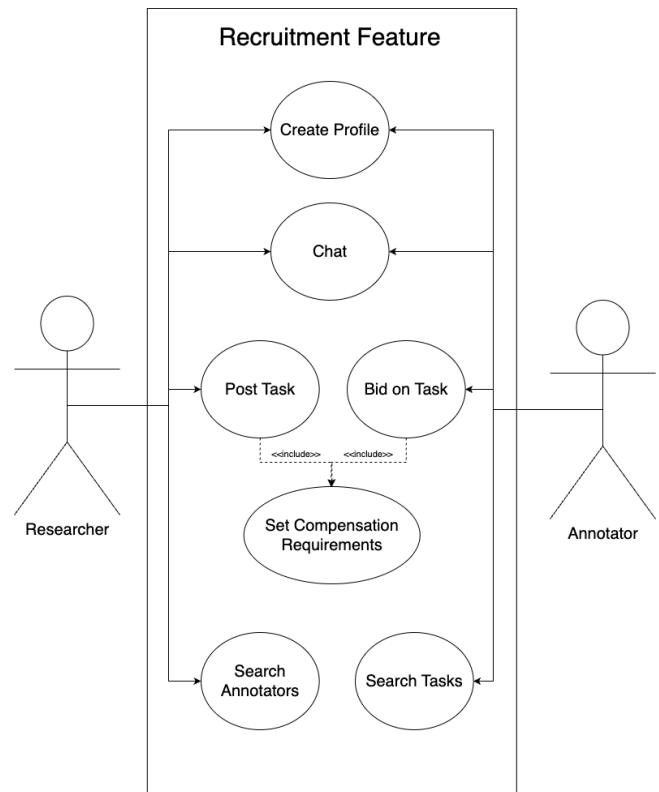 Recruitment Feature
Create Profile
Chat
Post Task
Bid on Task
<<include>>
<<include>>
Set Compensation
Requirements
Researcher
Annotator
Search
Annotators
Search Tasks